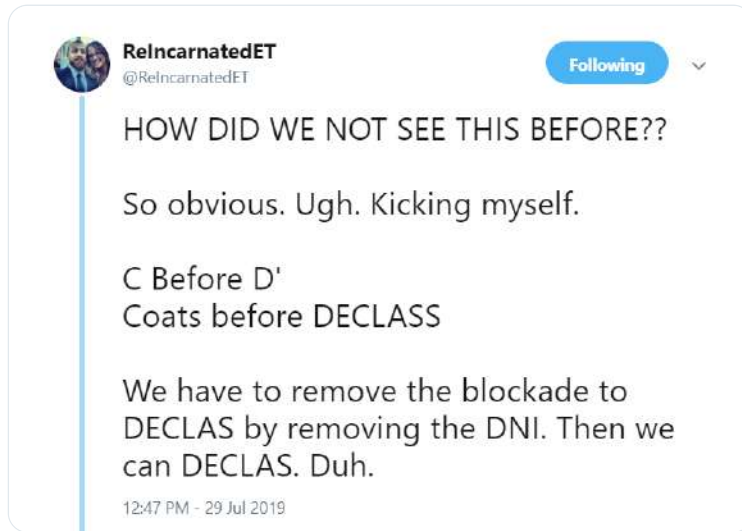 ReIncarnatedET
@ReIncarnatedET
Following
HOW DID WE NOT SEE THIS BEFORE??
So obvious. Ugh. Kicking myself.
C Before D'
Coats before DECLASS
We have to remove the blockade to
DECLAS by removing the DNI. Then we
can DECLAS. Duh.
12:47 PM - 29 Jul 2019